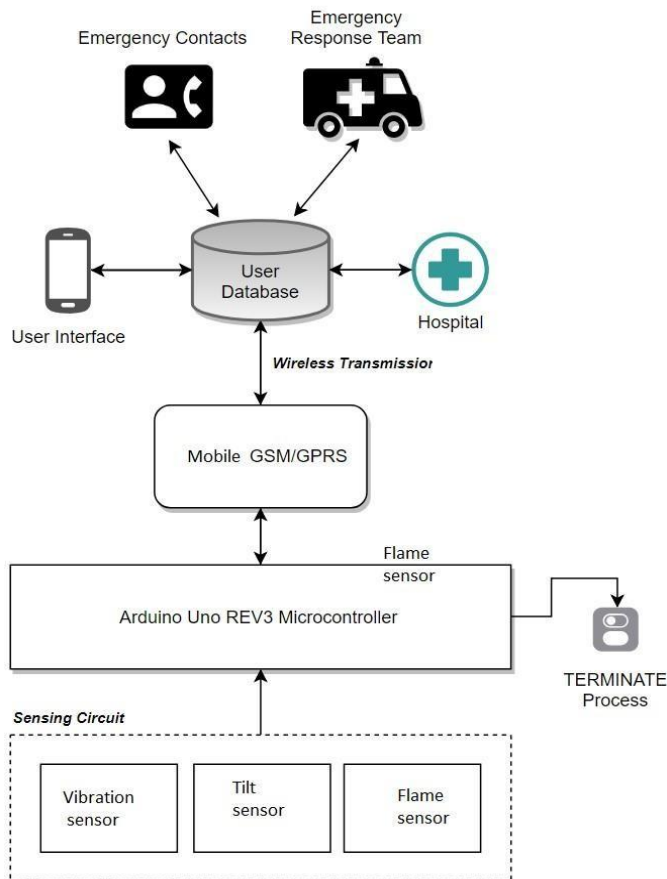 Emergency Contacts
Emergency
Response Team
User
Database
User Interface
Hospital
Wireless Transmission
Mobile GSM/GPRS
Flame
sensor
Arduino Uno REV3 Microcontroller
TERMINATE
Process
Sensing Circuit
Vibration
sensor
Tilt
sensor
Flame
sensor